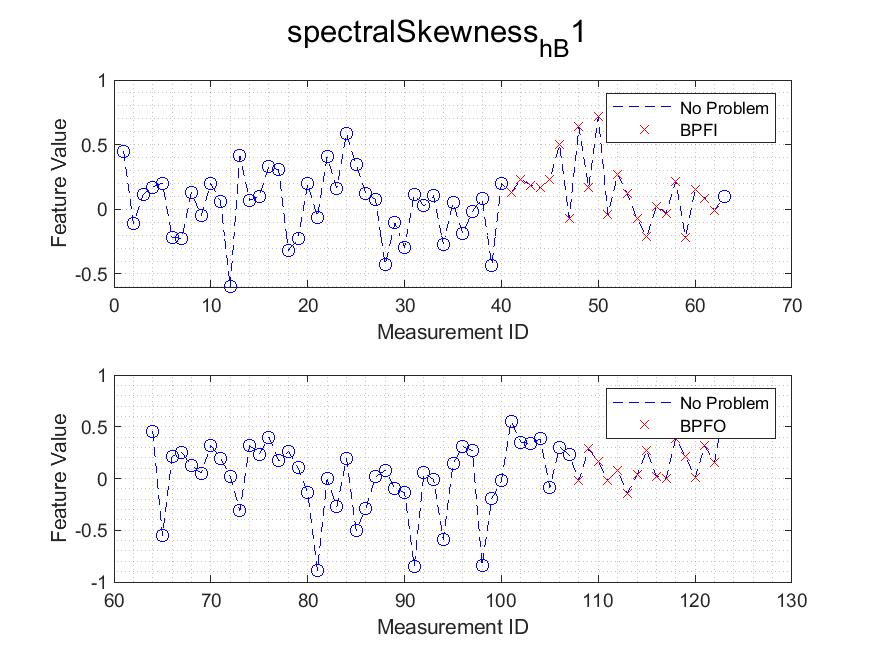 spectralSkewness_hB1
1
0.5
0
-0.5
Feature Value
No Problem
BPFI
0 10 20 30 40 50 60 70
Measurement ID
1
0.5
0
-0.5
-1
Feature Value
No Problem
BPFO
60 70 80 90 100 110 120 130
Measurement ID